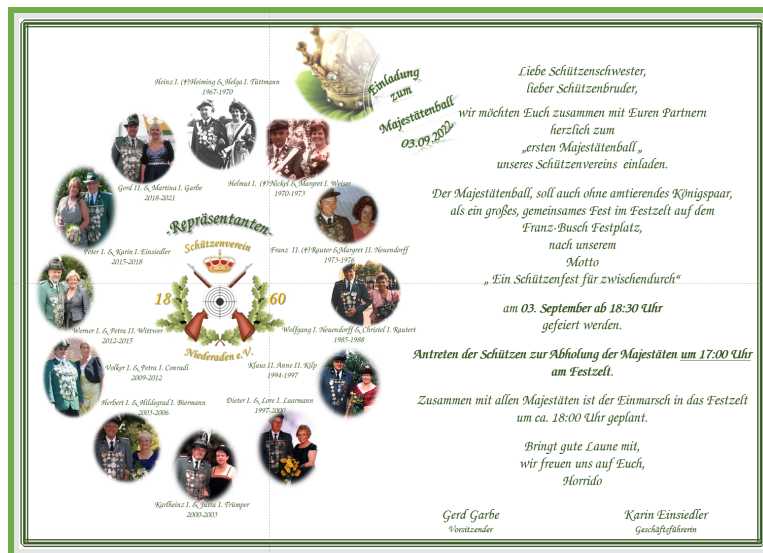 Heinz I. (†)Heiming & Helga I. Tüttmann
1967-1970
Einladung
zum
Majestätenball
03.09.2022
Gerd II. & Martina I. Garbe
2018-2021
Helmut I. (†)Nickel & Margret I. Weiser
1970-1973
Peter I. & Karin I. Einsiedler
2015-2018
-Repräsentanten-
Schützenverein
18 60
Niederaden e.V.
Franz II. (†) Rauter &Margret II. Neuendorff
1973-1976
Werner I. & Petra II. Wittwer
2012-2015
Wolfgang I. Neuendorff & Christel I. Rautert
1985-1988
Volker I. & Petra I. Conradi
2009-2012
Klaus II. Anne II. Kilp
1994-1997
Herbert I. & Hildegrad I. Biermann
2003-2006
Dieter I. & Lore I. Laarmann
1997-2000
Karlheinz I. & Jutta I. Trümper
2000-2003
Liebe Schützenschwester,
lieber Schützenbruder,
wir möchten Euch zusammen mit Euren Partnern
herzlich zum
„ersten Majestätenball „
unseres Schützenvereins einladen.
Der Majestätenball, soll auch ohne amtierendes Königspaar,
als ein großes, gemeinsames Fest im Festzelt auf dem
Franz-Busch Festplatz,
nach unserem
Motto
„ Ein Schützenfest für zwischendurch“
am 03. September ab 18:30 Uhr
gefeiert werden.
Antreten der Schützen zur Abholung der Majestäten um 17:00 Uhr
am Festzelt.
Zusammen mit allen Majestäten ist der Einmarsch in das Festzelt
um ca. 18:00 Uhr geplant.
Bringt gute Laune mit,
wir freuen uns auf Euch,
Horrido
Gerd Garbe Karin Einsiedler
Vorsitzender Geschäftsführerin